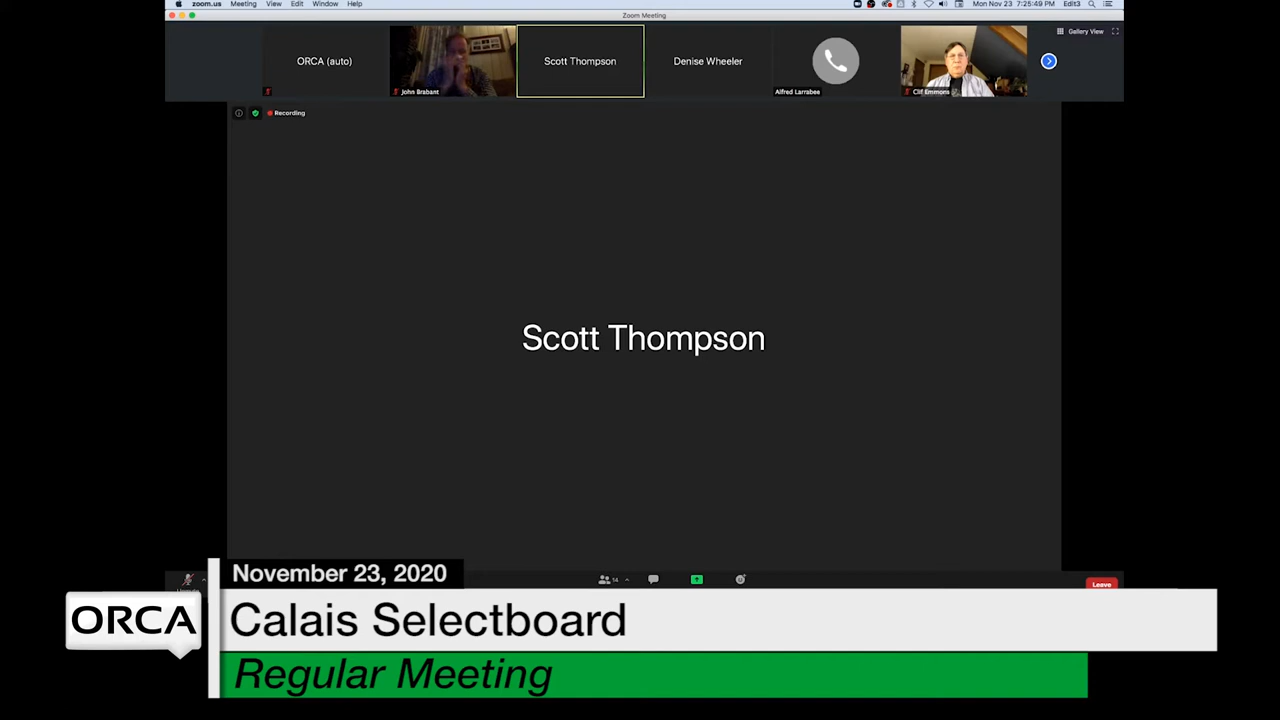 zoom.us Meeting View Edit Window Help
Mon Nov 23 7:25:49 PM Edit3
Zoom Meeting
ORCA (auto)
John Brabant
Scott Thompson
Denise Wheeler
Alfred Larrabee
Clif Emmons
Gallery View
Recording
Scott Thompson
14
Leave
November 23, 2020
ORCA
Calais Selectboard
Regular Meeting